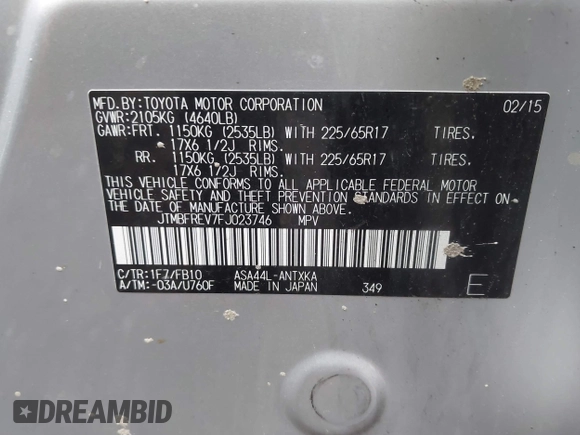 MFD.BY:TOYOTA MOTOR CORPORATION 02/15
GVWR:2105KG (4640LB)
GAWR:FRT. 1150KG (2535LB) WITH 225/65R17 TIRES.
17X6 1/2J RIMS.
RR. 1150KG (2535LB) WITH 225/65R17 TIRES.
17X6 1/2J RIMS.
THIS VEHICLE CONFORMS TO ALL APPLICABLE FEDERAL MOTOR
VEHICLE SAFETY AND THEFT PREVENTION STANDARDS IN EFFECT ON
THE DATE OF MANUFACTURE SHOWN ABOVE.
JTMBFREV7FJ023746 MPV
C/TR:1F7/FB10 ASA44L-ANTXKA
A/TM:-03A/U760F MADE IN JAPAN 349 E
DREAMBID